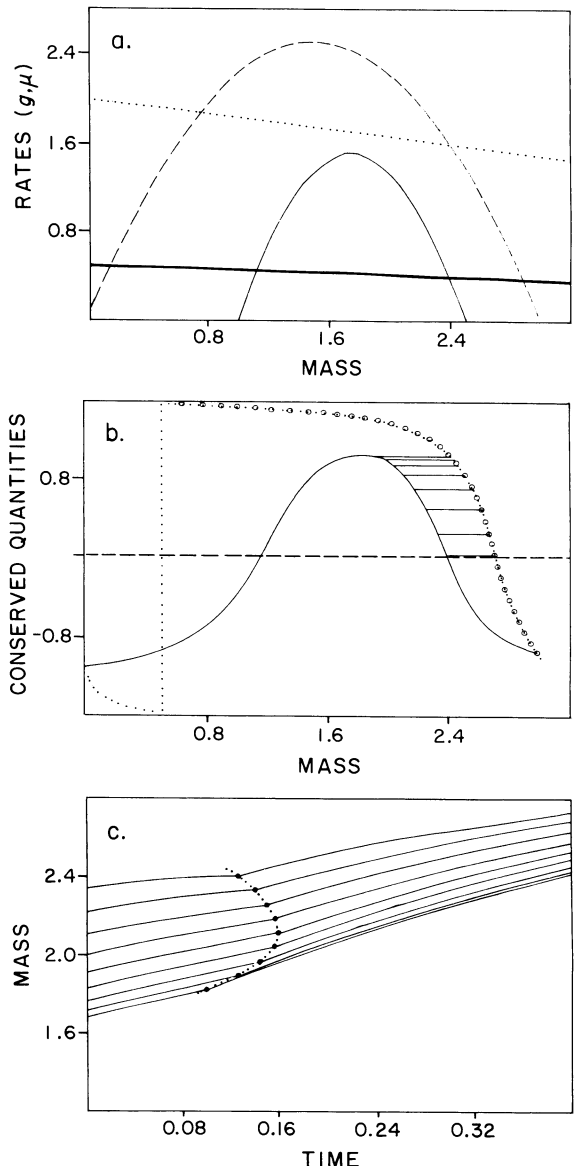 a.
RATES (g,μ)
2.4
1.6
0.8
0.8
1.6
2.4
MASS
b.
CONSERVED QUANTITIES
0.8
-0.8
0.8
1.6
2.4
MASS
c.
MASS
2.4
2.0
1.6
0.08
0.16
0.24
0.32
TIME